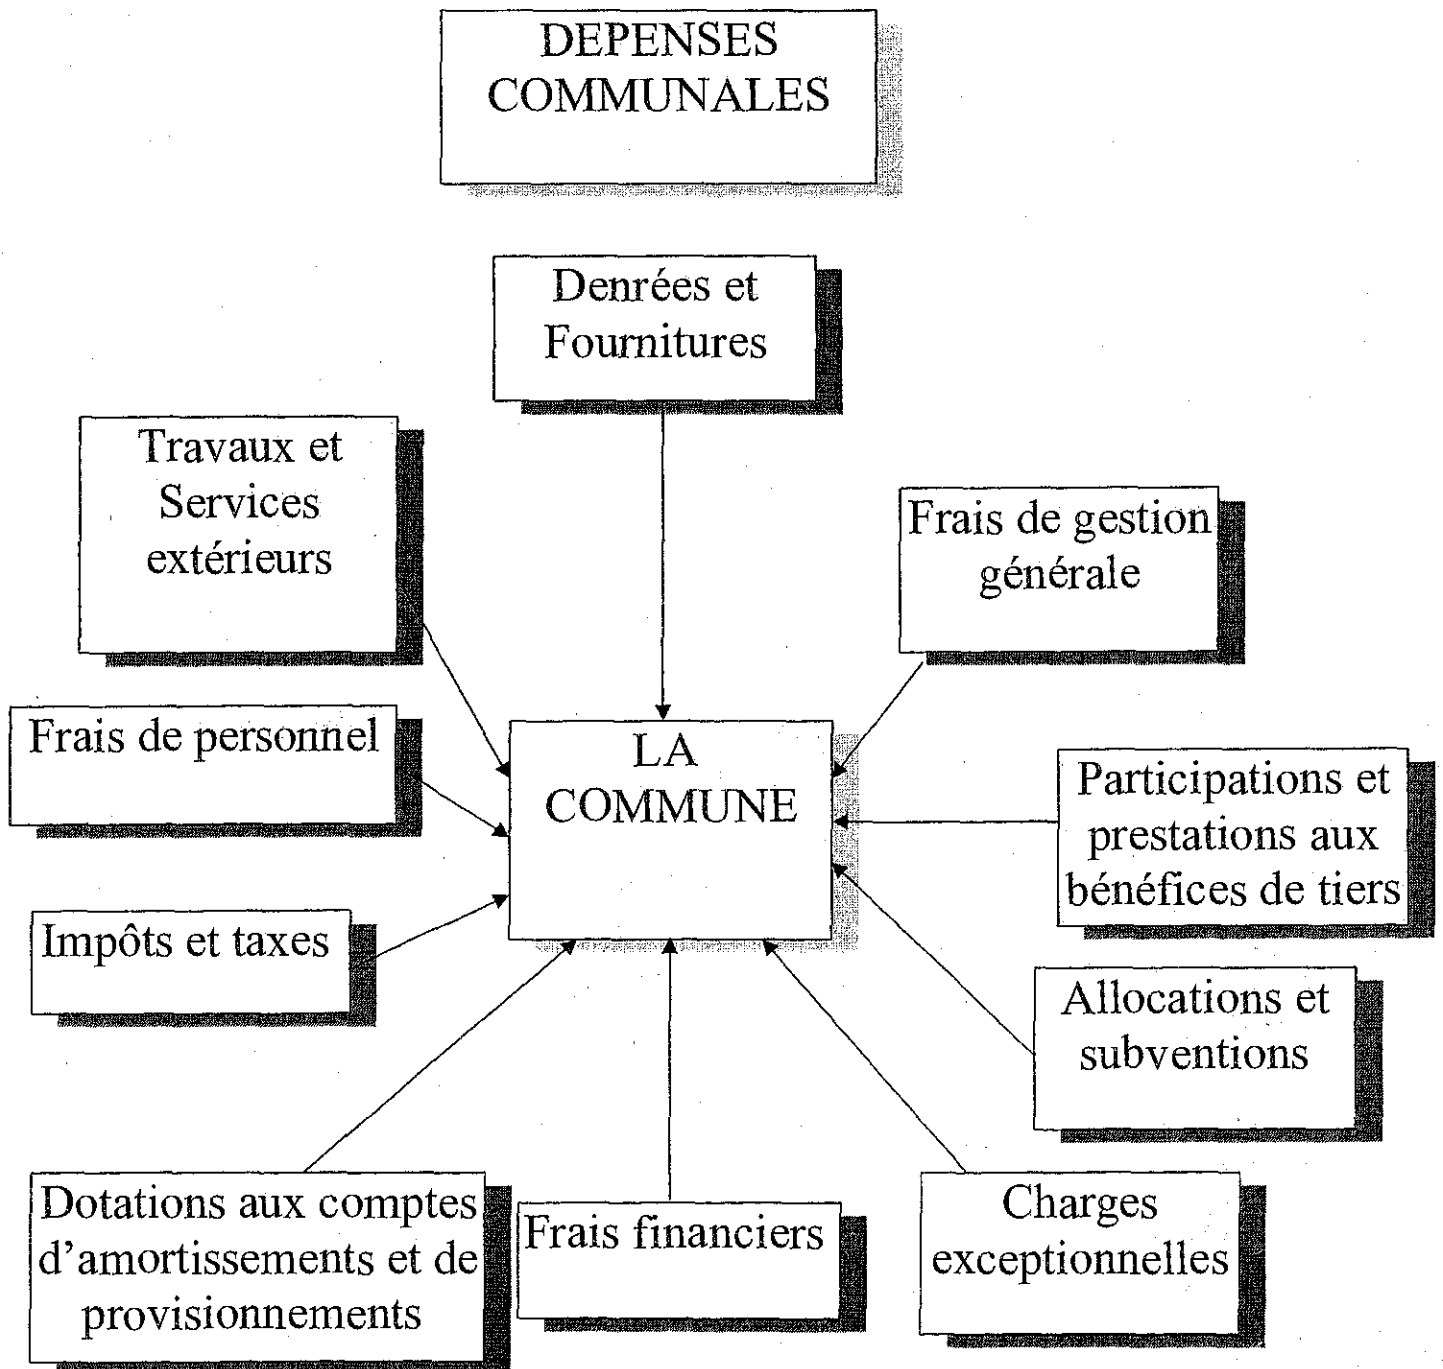 DEPENSES
COMMUNALES
Denrées et
Fournitures
Travaux et
Services
extérieurs
Frais de gestion
générale
Frais de personnel
LA
COMMUNE
Participations et
prestations aux
bénéfices de tiers
Impôts et taxes
Allocations et
subventions
Dotations aux comptes
d'amortissements et de
provisionnements
Frais financiers
Charges
exceptionnelles